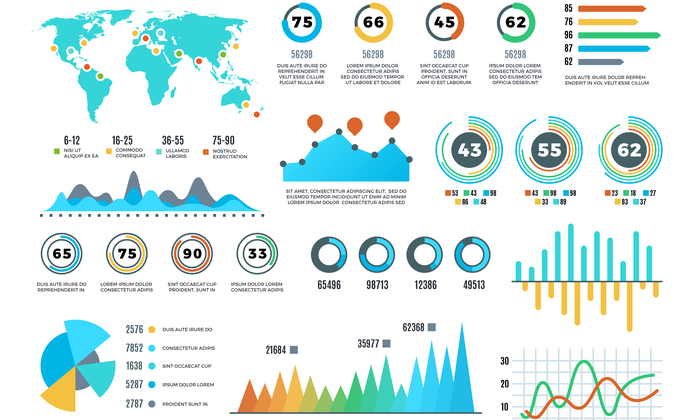 75
66
45
62
56298
56298
56298
56298
DUIS AUTE IRURE DO
REPREHENDERIT IN
VELIT ESSE CILLUM
FUGIAT NULLA PAR
LOREM IPSUM DOLOR
CONSECTETUR ADIPIS
SED DO EIUSMOD TEMPOR
UT LABORE ET DOLORE
SINT OCCAECAT CUP
PROIDENT, SUNT IN
OFFICIA DESERUNT
ANIM ID EST LABORUM.
IPSUM DOLOR
CONSECTETUR ADIPIS
SED DO EIUSMOD TEM
OFFICIA DESERUNT
85
76
96
87
62
DUIS AUTE IRURE DOLOR REPREH
ENDERIT IN VOL VELIT ESSE CILLUM
6-12
16-25
36-55
75-90
NISI UT
ALIQUIP EX EA
COMMODO
CONSEQUAT
ULLAMCO
LABORIS
NOSTRUD
EXERCITATION
SIT AMET, CONSECTETUR ADIPISCING ELIT. SED DO
EIUSMOD TEMPOR INCIDIDUNT UT ENIM AD MINIM
LOREM IPSUM DOLOR CONSECTETUR ADIPIS SED
43
55
62
53 43 98
86 48
43 98 98
33 89
23 18 27
83 37
65
75
90
33
DUIS AUTE IRURE DO
REPREHENDERIT IN
LOREM IPSUM DOLOR
CONSECTETUR ADIPIS
SINT OCCAECAT CUP
PROIDENT, SUNT IN
IPSUM DOLOR
CONSECTETUR ADIPIS
65496
98713
12386
49513
2576 DUIS AUTE IRURE DO
7852 CONSECTETUR ADIPIS
1638 SINT OCCAECAT CUP
5287 IPSUM DOLOR LOREM
2787 PROIDENT SUNT IN
21684
35977
62368
30
20
10